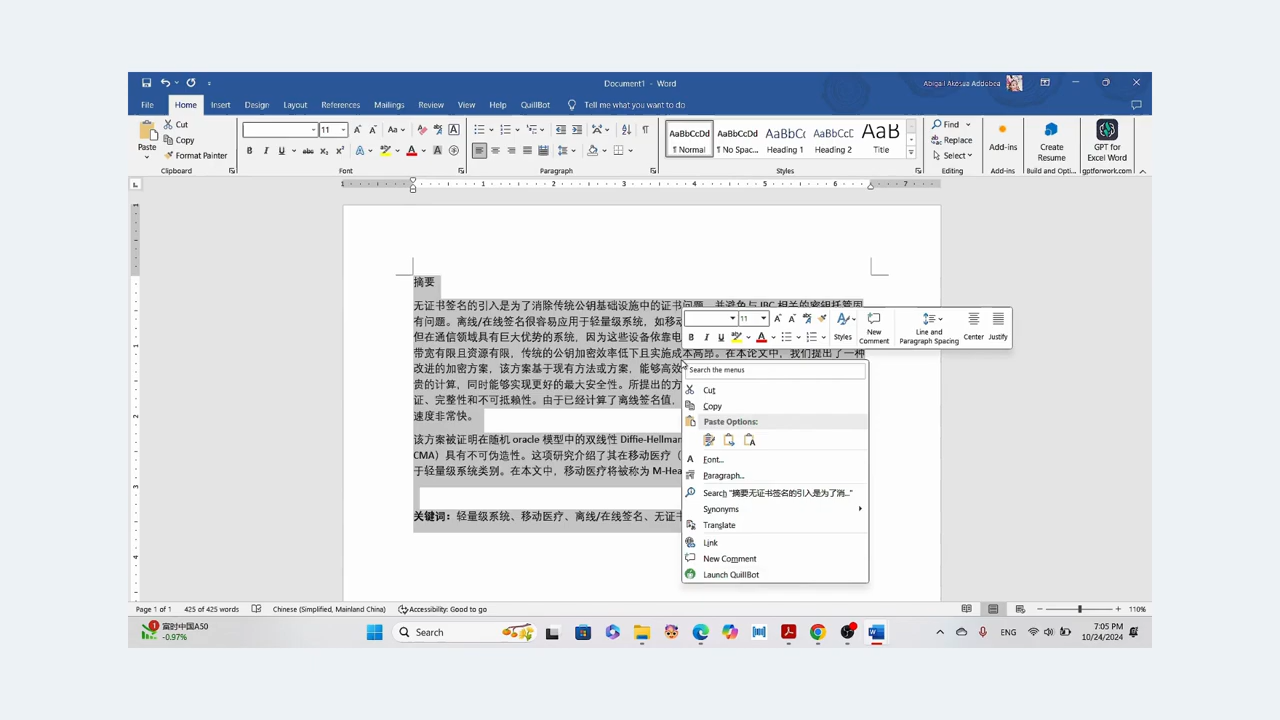 Document1 - Word
Abigail Akosua Addobea
File Home Insert Design Layout References Mailings Review View Help QuillBot Tell me what you want to do
Paste
Cut
Copy
Format Painter
Clipboard
11
Font
Paragraph
AaBbCcDd AaBbCcDd AaBbCc AaBbCcD AaB
¶ Normal ¶ No Spac... Heading 1 Heading 2 Title
Styles
Find
Replace
Select
Editing
Add-ins
Add-ins
Create Resume
Build and Opti...
GPT for Excel Word
gptforwork.com
摘要
无证书签名的引入是为了消除传统公钥基础设施中的证书问题，并避免与 IBC 相关的密钥托管固
有问题。离线/在线签名很容易应用于轻量级系统，如移动
但在通信领域具有巨大优势的系统，因为这些设备依靠电
带宽有限且资源有限，传统的公钥加密效率低下且实施成本高昂。在本论文中，我们提出了一种
改进的加密方案，该方案基于现有方法或方案，能够高效
贵的计算，同时能够实现更好的最大安全性。所提出的方
证、完整性和不可抵赖性。由于已经计算了离线签名值，
速度非常快。
该方案被证明在随机 oracle 模型中的双线性 Diffie-Hellman
CMA）具有不可伪造性。这项研究介绍了其在移动医疗（
于轻量级系统类别。在本文中，移动医疗将被称为 M-Hea
关键词：轻量级系统、移动医疗、离线/在线签名、无证书
11
Styles
New Comment
Line and Paragraph Spacing
Center
Justify
Search the menus
Cut
Copy
Paste Options:
Font...
Paragraph...
Search "摘要无证书签名的引入是为了消..."
Synonyms
Translate
Link
New Comment
Launch QuillBot
Page 1 of 1 425 of 425 words Chinese (Simplified, Mainland China) Accessibility: Good to go 110%
富时中国A50
-0.97%
Search
ENG
7:05 PM
10/24/2024